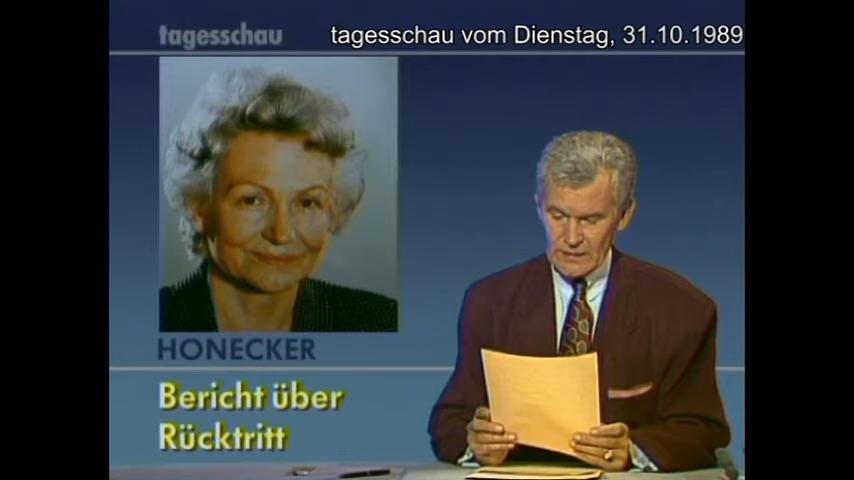 tagesschau
tagesschau vom Dienstag, 31.10.1989
HONECKER
Bericht über
Rücktritt